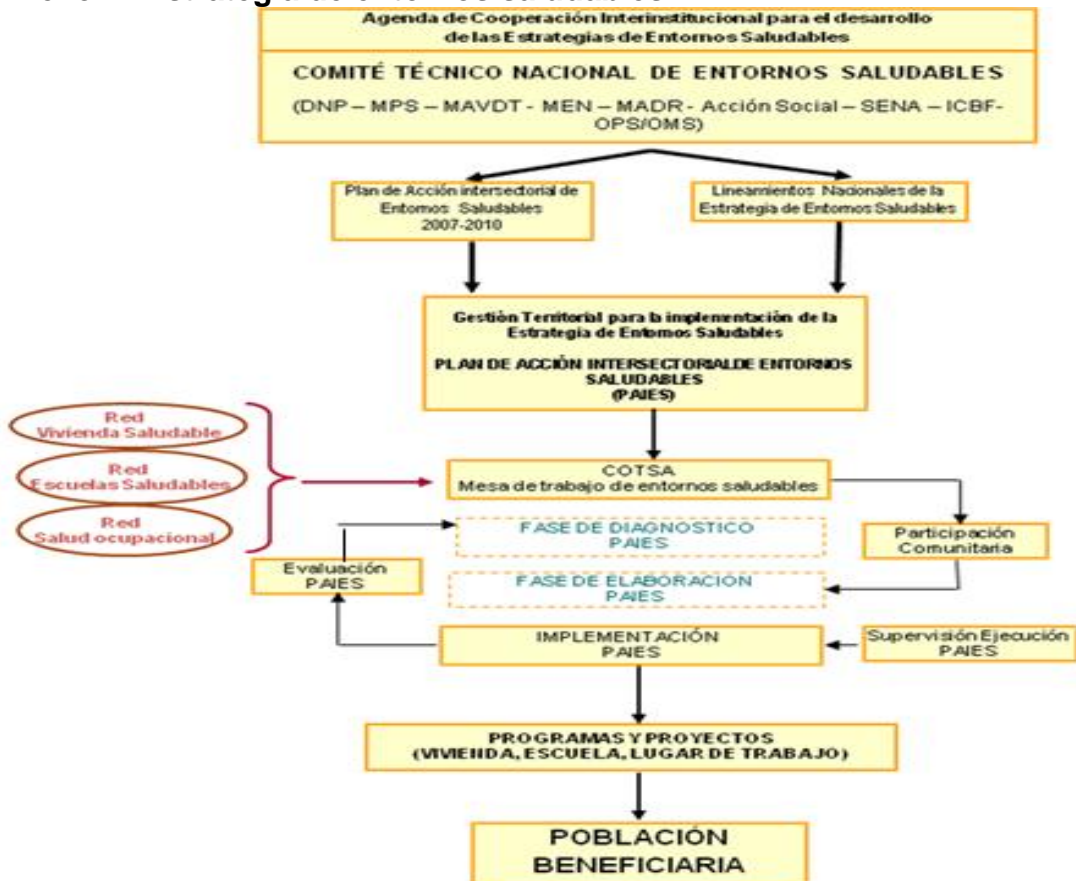 Agenda de Cooperación Interinstitucional para el desarrollo
de las Estrategias de Entornos Saludables
COMITÉ TÉCNICO NACIONAL DE ENTORNOS SALUDABLES
(DNP – MPS – MAVDT - MEN – MADR - Acción Social – SENA – ICBF-
OPS/OMS)
Plan de Acción intersectorial de
Entornos Saludables
2007-2010
Lineamientos Nacionales de la
Estrategia de Entornos Saludables
Gestión Territorial para la implementación de la
Estrategia de Entornos Saludables
PLAN DE ACCIÓN INTERSECTORIALDE ENTORNOS
SALUDABLES
(PAIES)
Red
Vivienda Saludable
Red
Escuelas Saludables
Red
Salud ocupacional
COTSA
Mesa de trabajo de entornos saludables
FASE DE DIAGNOSTICO
PAIES
Participación
Comunitaria
Evaluación
PAIES
FASE DE ELABORACIÓN
PAIES
IMPLEMENTACIÓN
PAIES
Supervisión Ejecución
PAIES
PROGRAMAS Y PROYECTOS
(VIVIENDA, ESCUELA, LUGAR DE TRABAJO)
POBLACIÓN
BENEFICIARIA